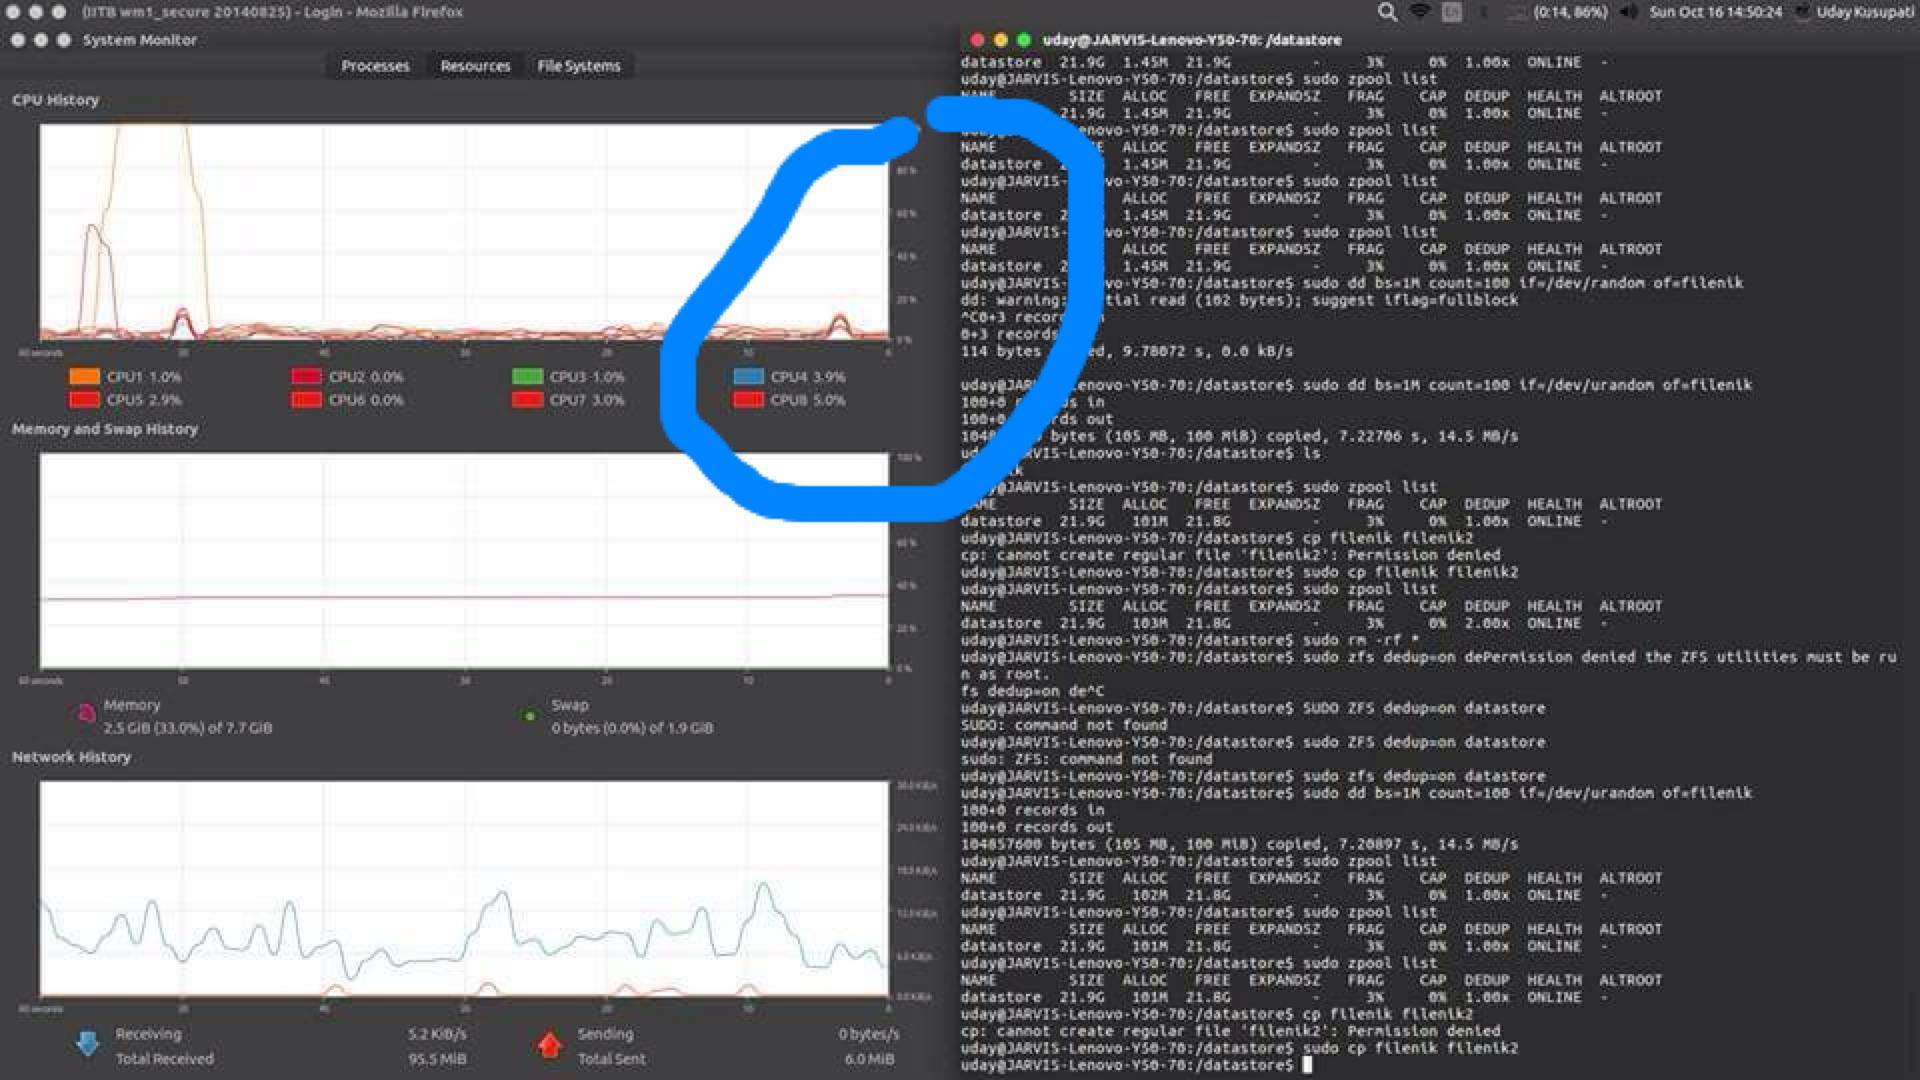 (IITB wm1_secure 20140825) - Login - Mozilla Firefox
(0:14, 86%) Sun Oct 16 14:50:24 Uday Kusupati
System Monitor
Processes Resources File Systems
CPU History
80 %
60 %
40 %
20 %
0 %
60 seconds 50 40 30 20 10 0
CPU1 1.0% CPU2 0.0% CPU3 1.0% CPU4 3.9%
CPU5 2.9% CPU6 0.0% CPU7 3.0% CPU8 5.0%
Memory and Swap History
100 %
60 %
40 %
20 %
0 %
60 seconds 50 40 30 20 10 0
Memory
2.5 GiB (33.0%) of 7.7 GiB
Swap
0 bytes (0.0%) of 1.9 GiB
Network History
30.0 KiB/s
24.0 KiB/s
18.0 KiB/s
12.0 KiB/s
6.0 KiB/s
0.0 KiB/s
60 seconds 50 40 30 20 10 0
Receiving 5.2 KiB/s
Total Received 95.5 MiB
Sending 0 bytes/s
Total Sent 6.0 MiB
uday@JARVIS-Lenovo-Y50-70: /datastore
datastore 21.9G 1.45M 21.9G - 3% 0% 1.00x ONLINE -
uday@JARVIS-Lenovo-Y50-70:/datastore$ sudo zpool list
NAME SIZE ALLOC FREE EXPANDSZ FRAG CAP DEDUP HEALTH ALTROOT
21.9G 1.45M 21.9G - 3% 0% 1.00x ONLINE -
enovo-Y50-70:/datastore$ sudo zpool list
NAME ALLOC FREE EXPANDSZ FRAG CAP DEDUP HEALTH ALTROOT
datastore 1.45M 21.9G - 3% 0% 1.00x ONLINE -
uday@JARVIS- vo-Y50-70:/datastore$ sudo zpool list
NAME ALLOC FREE EXPANDSZ FRAG CAP DEDUP HEALTH ALTROOT
datastore 2 1.45M 21.9G - 3% 0% 1.00x ONLINE -
uday@JARVIS- vo-Y50-70:/datastore$ sudo zpool list
NAME ALLOC FREE EXPANDSZ FRAG CAP DEDUP HEALTH ALTROOT
datastore 2 1.45M 21.9G - 3% 0% 1.00x ONLINE -
uday@JARVIS- ovo-Y50-70:/datastore$ sudo dd bs=1M count=100 if=/dev/random of=filenik
dd: warning: tial read (102 bytes); suggest iflag=fullblock
^C0+3 recor n
0+3 records
114 bytes ed, 9.78072 s, 0.0 kB/s
uday@JAR novo-Y50-70:/datastore$ sudo dd bs=1M count=100 if=/dev/urandom of=filenik
100+0 s in
100+0 rds out
1048 bytes (105 MB, 100 MiB) copied, 7.22706 s, 14.5 MB/s
ud VIS-Lenovo-Y50-70:/datastore$ ls
k
@JARVIS-Lenovo-Y50-70:/datastore$ sudo zpool list
AME SIZE ALLOC FREE EXPANDSZ FRAG CAP DEDUP HEALTH ALTROOT
datastore 21.9G 101M 21.8G - 3% 0% 1.00x ONLINE -
uday@JARVIS-Lenovo-Y50-70:/datastore$ cp filenik filenik2
cp: cannot create regular file 'filenik2': Permission denied
uday@JARVIS-Lenovo-Y50-70:/datastore$ sudo cp filenik filenik2
uday@JARVIS-Lenovo-Y50-70:/datastore$ sudo zpool list
NAME SIZE ALLOC FREE EXPANDSZ FRAG CAP DEDUP HEALTH ALTROOT
datastore 21.9G 103M 21.8G - 3% 0% 2.00x ONLINE -
uday@JARVIS-Lenovo-Y50-70:/datastore$ sudo rm -rf *
uday@JARVIS-Lenovo-Y50-70:/datastore$ sudo zfs dedup=on dePermission denied the ZFS utilities must be ru
n as root.
fs dedup=on de^C
uday@JARVIS-Lenovo-Y50-70:/datastore$ SUDO ZFS dedup=on datastore
SUDO: command not found
uday@JARVIS-Lenovo-Y50-70:/datastore$ sudo ZFS dedup=on datastore
sudo: ZFS: command not found
uday@JARVIS-Lenovo-Y50-70:/datastore$ sudo zfs dedup=on datastore
uday@JARVIS-Lenovo-Y50-70:/datastore$ sudo dd bs=1M count=100 if=/dev/urandom of=filenik
100+0 records in
100+0 records out
104857600 bytes (105 MB, 100 MiB) copied, 7.20897 s, 14.5 MB/s
uday@JARVIS-Lenovo-Y50-70:/datastore$ sudo zpool list
NAME SIZE ALLOC FREE EXPANDSZ FRAG CAP DEDUP HEALTH ALTROOT
datastore 21.9G 102M 21.8G - 3% 0% 1.00x ONLINE -
uday@JARVIS-Lenovo-Y50-70:/datastore$ sudo zpool list
NAME SIZE ALLOC FREE EXPANDSZ FRAG CAP DEDUP HEALTH ALTROOT
datastore 21.9G 101M 21.8G - 3% 0% 1.00x ONLINE -
uday@JARVIS-Lenovo-Y50-70:/datastore$ sudo zpool list
NAME SIZE ALLOC FREE EXPANDSZ FRAG CAP DEDUP HEALTH ALTROOT
datastore 21.9G 101M 21.8G - 3% 0% 1.00x ONLINE -
uday@JARVIS-Lenovo-Y50-70:/datastore$ cp filenik filenik2
cp: cannot create regular file 'filenik2': Permission denied
uday@JARVIS-Lenovo-Y50-70:/datastore$ sudo cp filenik filenik2
uday@JARVIS-Lenovo-Y50-70:/datastore$